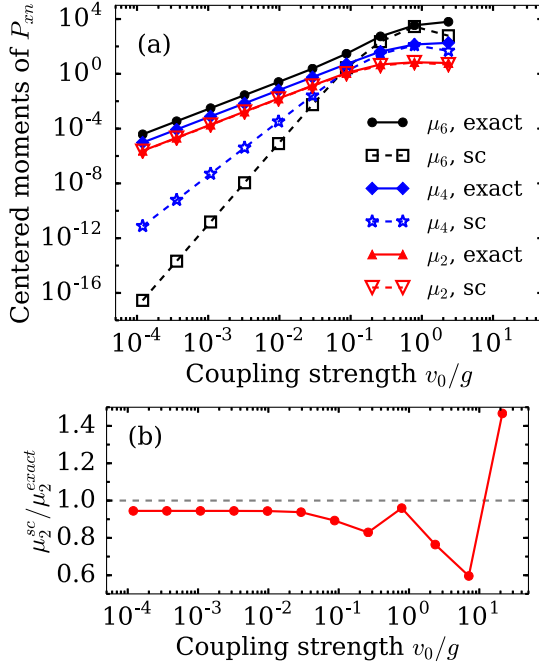 (a)
Centered moments of P_{xn}
10^4
10^0
10^{-4}
10^{-8}
10^{-12}
10^{-16}
μ_6, exact
μ_6, sc
μ_4, exact
μ_4, sc
μ_2, exact
μ_2, sc
10^{-4} 10^{-3} 10^{-2} 10^{-1} 10^0 10^1
Coupling strength v_0/g
(b)
μ_2^{sc}/μ_2^{exact}
1.4
1.2
1.0
0.8
0.6
10^{-4} 10^{-3} 10^{-2} 10^{-1} 10^0 10^1
Coupling strength v_0/g